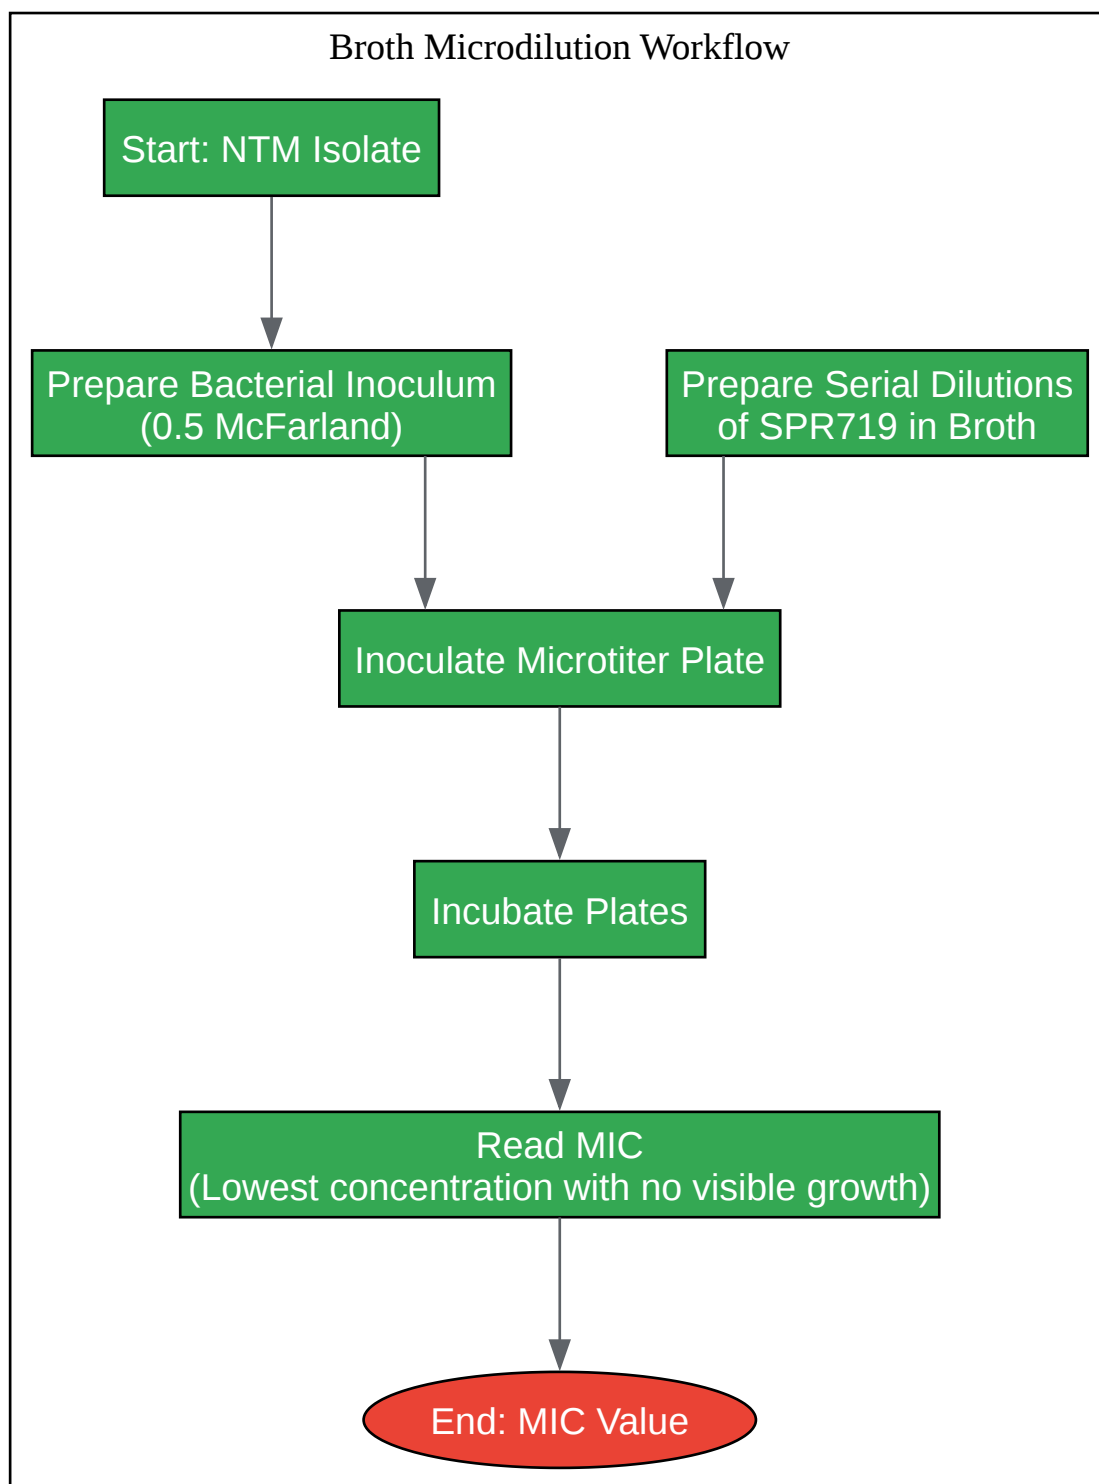 Broth Microdilution Workflow
Start: NTM Isolate
Prepare Bacterial Inoculum
(0.5 McFarland)
Prepare Serial Dilutions
of SPR719 in Broth
Inoculate Microtiter Plate
Incubate Plates
Read MIC
(Lowest concentration with no visible growth)
End: MIC Value